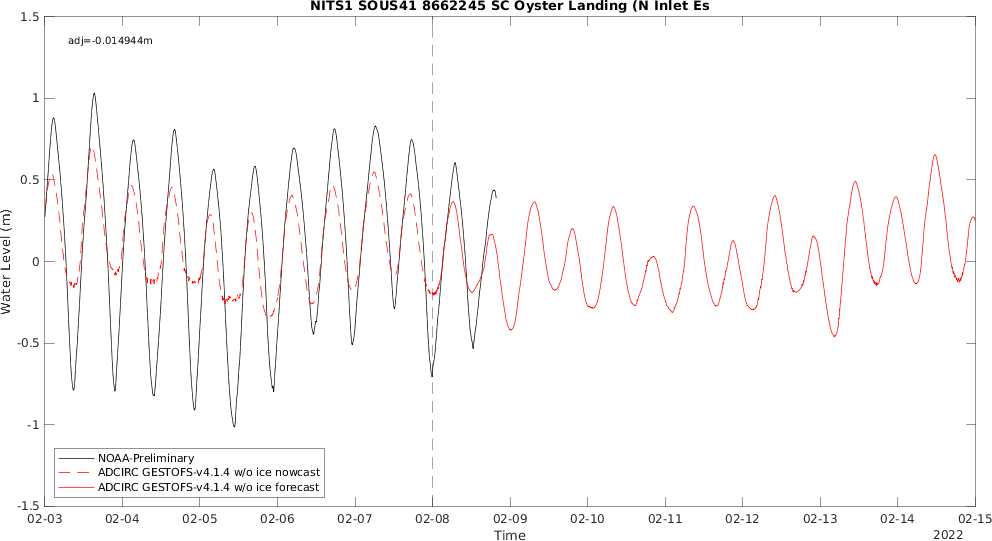 NITS1 SOUS41 8662245 SC Oyster Landing (N Inlet Es
adj=-0.014944m
1.5
1
0.5
0
-0.5
-1
-1.5
Water Level (m)
NOAA-Preliminary
ADCIRC GESTOFS-v4.1.4 w/o ice nowcast
ADCIRC GESTOFS-v4.1.4 w/o ice forecast
02-03 02-04 02-05 02-06 02-07 02-08 02-09 02-10 02-11 02-12 02-13 02-14 02-15
Time
2022